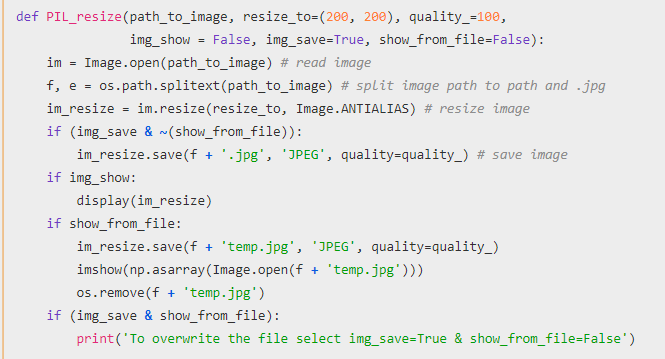 def PIL_resize(path_to_image, resize_to=(200, 200), quality_=100,
img_show = False, img_save=True, show_from_file=False):
im = Image.open(path_to_image) # read image
f, e = os.path.splitext(path_to_image) # split image path to path and .jpg
im_resize = im.resize(resize_to, Image.ANTIALIAS) # resize image
if (img_save & ~(show_from_file)):
im_resize.save(f + '.jpg', 'JPEG', quality=quality_) # save image
if img_show:
display(im_resize)
if show_from_file:
im_resize.save(f + 'temp.jpg', 'JPEG', quality=quality_)
imshow(np.asarray(Image.open(f + 'temp.jpg')))
os.remove(f + 'temp.jpg')
if (img_save & show_from_file):
print('To overwrite the file select img_save=True & show_from_file=False')